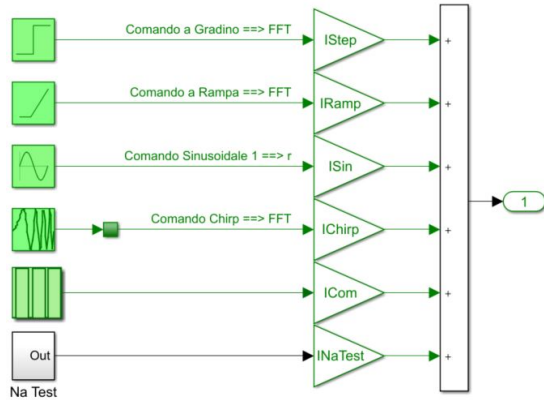 Comando a Gradino ==> FFT
IStep
+
Comando a Rampa ==> FFT
IRamp
+
Comando Sinusoidale 1 ==> r
ISin
+
1
Comando Chirp ==> FFT
IChirp
+
ICom
+
Out
INaTest
+
Na Test